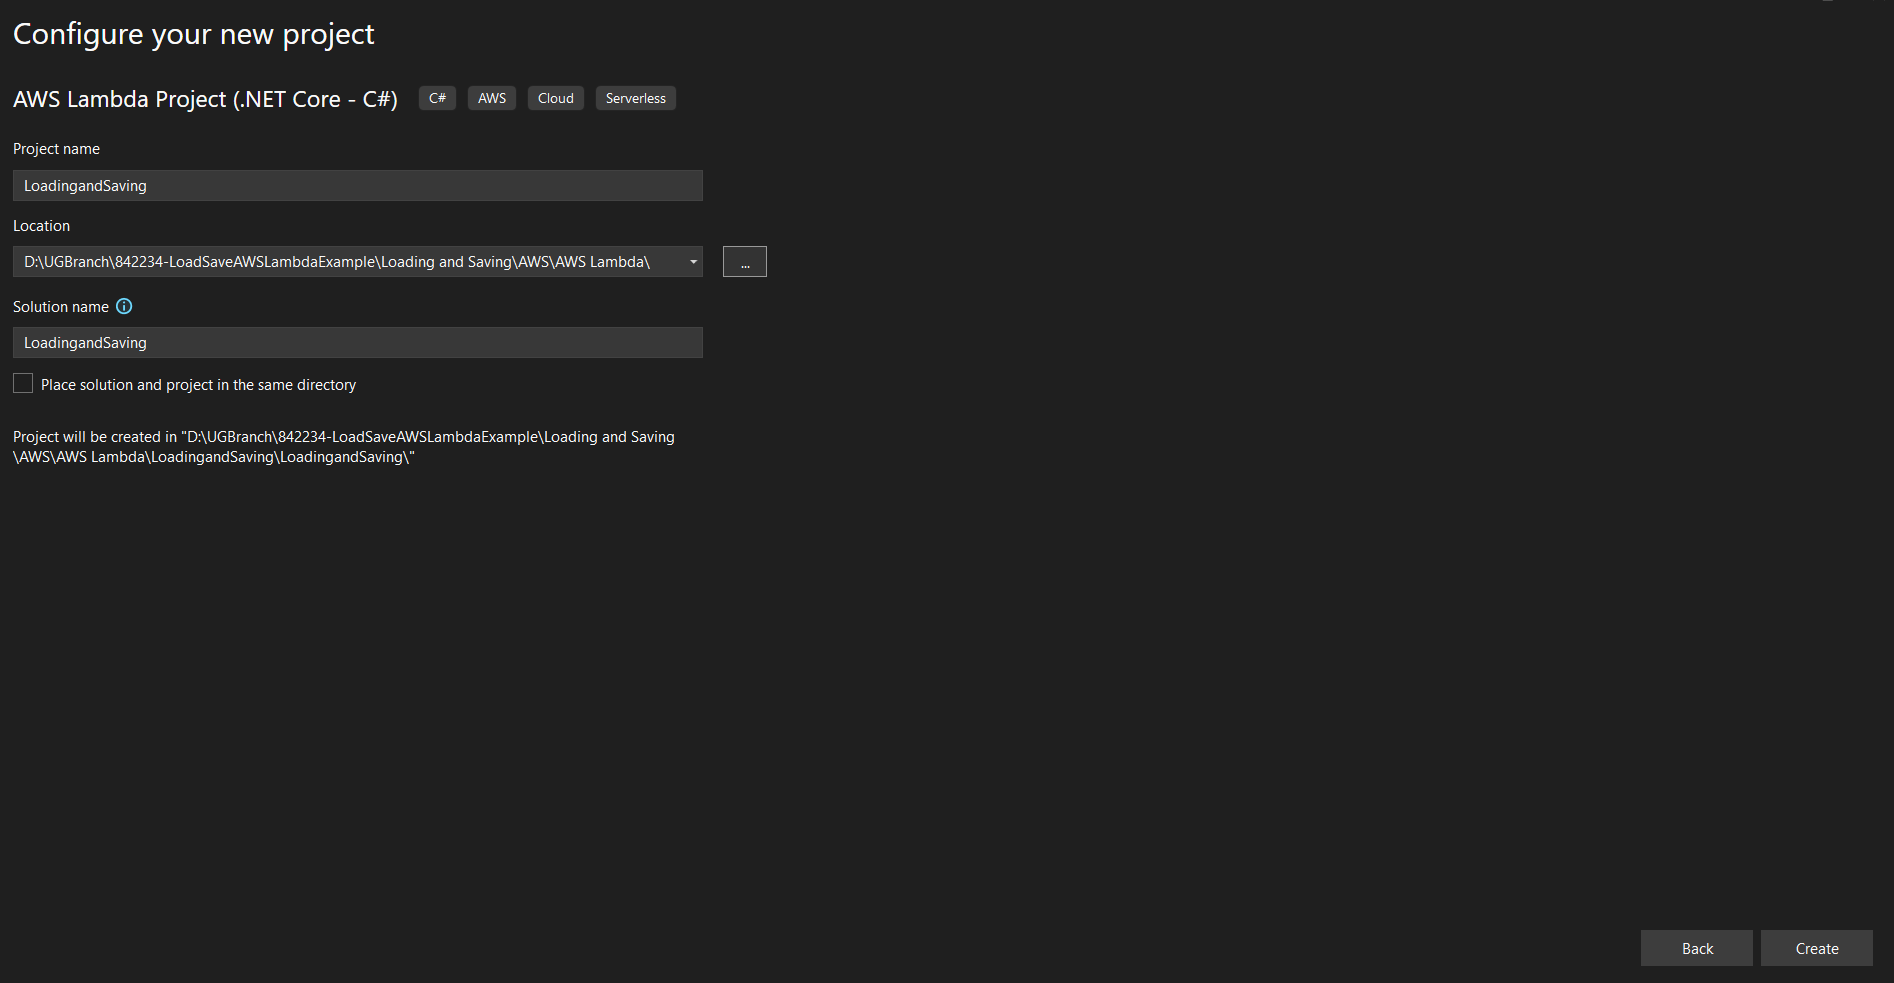 Configure your new project
AWS Lambda Project (.NET Core - C#) C# AWS Cloud Serverless
Project name
LoadingandSaving
Location
D:\UGBranch\842234-LoadSaveAWSLambdaExample\Loading and Saving\AWS\AWS Lambda\
...
Solution name
LoadingandSaving
Place solution and project in the same directory
Project will be created in "D:\UGBranch\842234-LoadSaveAWSLambdaExample\Loading and Saving
\AWS\AWS Lambda\LoadingandSaving\LoadingandSaving\"
Back Create